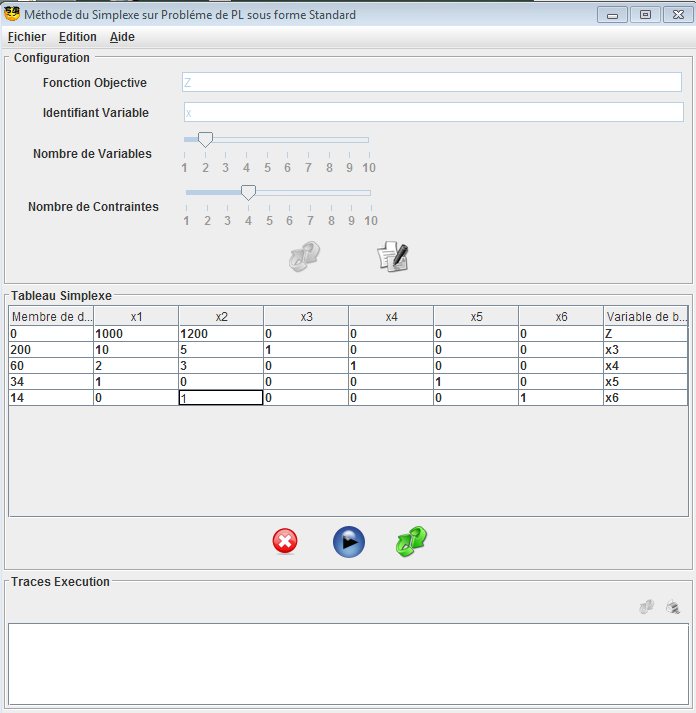 Méthode du Simplexe sur Probléme de PL sous forme Standard
Fichier Edition Aide
Configuration
Fonction Objective Z
Identifiant Variable x
Nombre de Variables
1 2 3 4 5 6 7 8 9 10
Nombre de Contraintes
1 2 3 4 5 6 7 8 9 10
Tableau Simplexe
Membre de d... x1 x2 x3 x4 x5 x6 Variable de b...
0 1000 1200 0 0 0 0 Z
200 10 5 1 0 0 0 x3
60 2 3 0 1 0 0 x4
34 1 0 0 0 1 0 x5
14 0 1 0 0 0 1 x6
Traces Execution